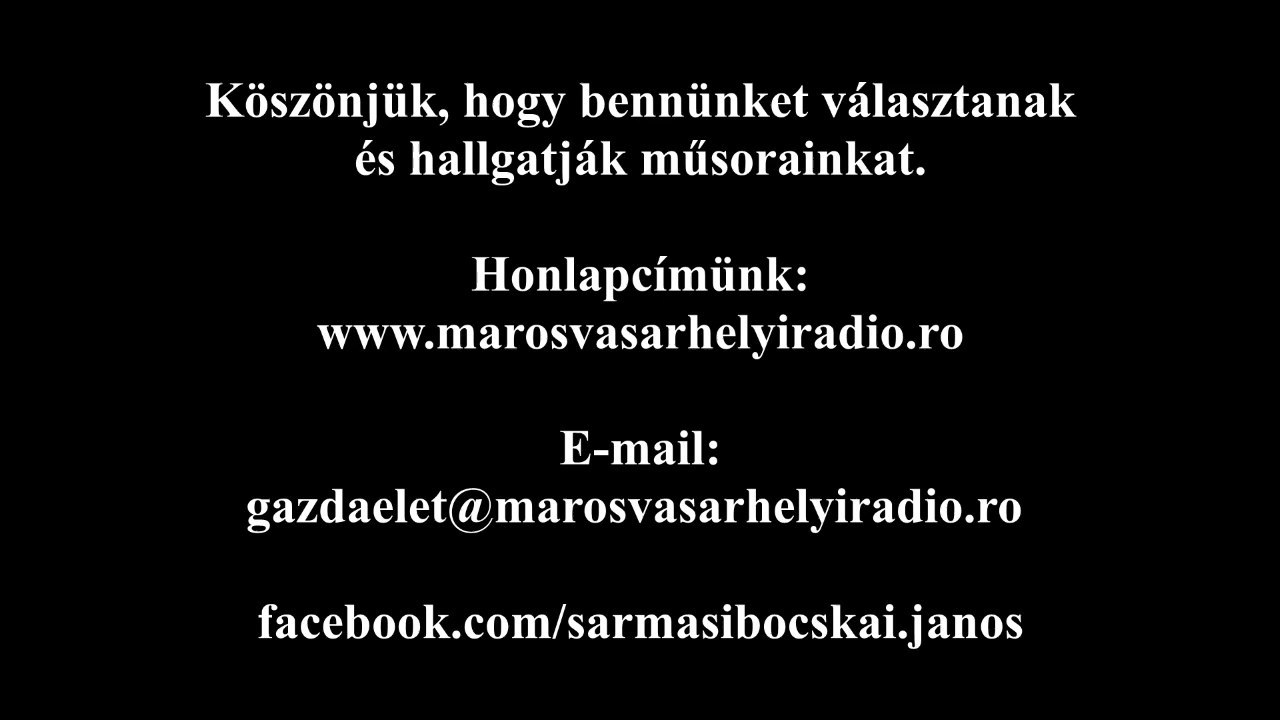 Köszönjük, hogy bennünket választanak
és hallgatják műsorainkat.
Honlapcímünk:
www.marosvasarhelyiradio.ro
E-mail:
gazdaelet@marosvasarhelyiradio.ro
facebook.com/sarmasibocskai.janos